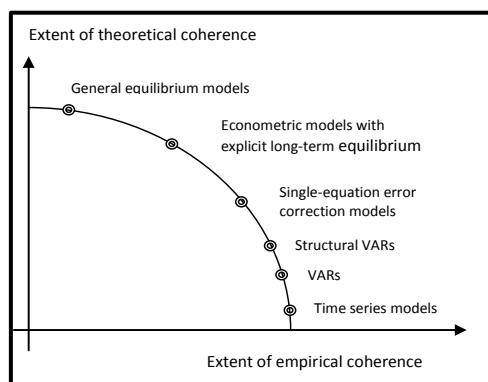 Extent of theoretical coherence
General equilibrium models
Econometric models with
explicit long-term equilibrium
Single-equation error
correction models
Structural VARs
VARs
Time series models
Extent of empirical coherence